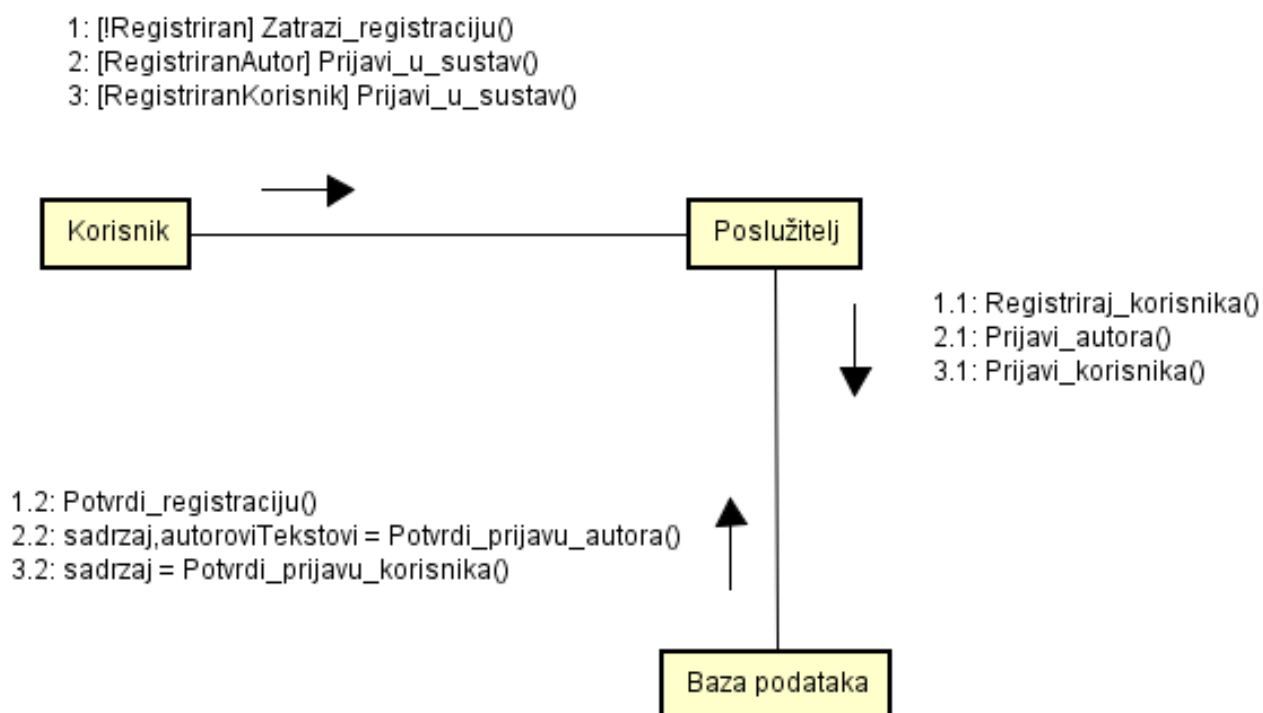 1: [!Registriran] Zatrazi_registraciju()
2: [RegistriranAutor] Prijavi_u_sustav()
3: [RegistriranKorisnik] Prijavi_u_sustav()
Korisnik
Poslužitelj
1.1: Registriraj_korisnika()
2.1: Prijavi_autora()
3.1: Prijavi_korisnika()
1.2: Potvrdi_registraciju()
2.2: sadrzaj,autoroviTekstovi = Potvrdi_prijavu_autora()
3.2: sadrzaj = Potvrdi_prijavu_korisnika()
Baza podataka